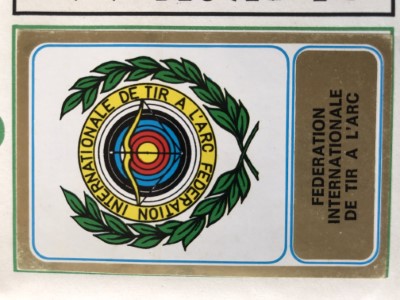 FEDERATION INTERNATIONALE DE TIR A L'ARC
FEDERATION
INTERNATIONALE
DE TIR A L'ARC